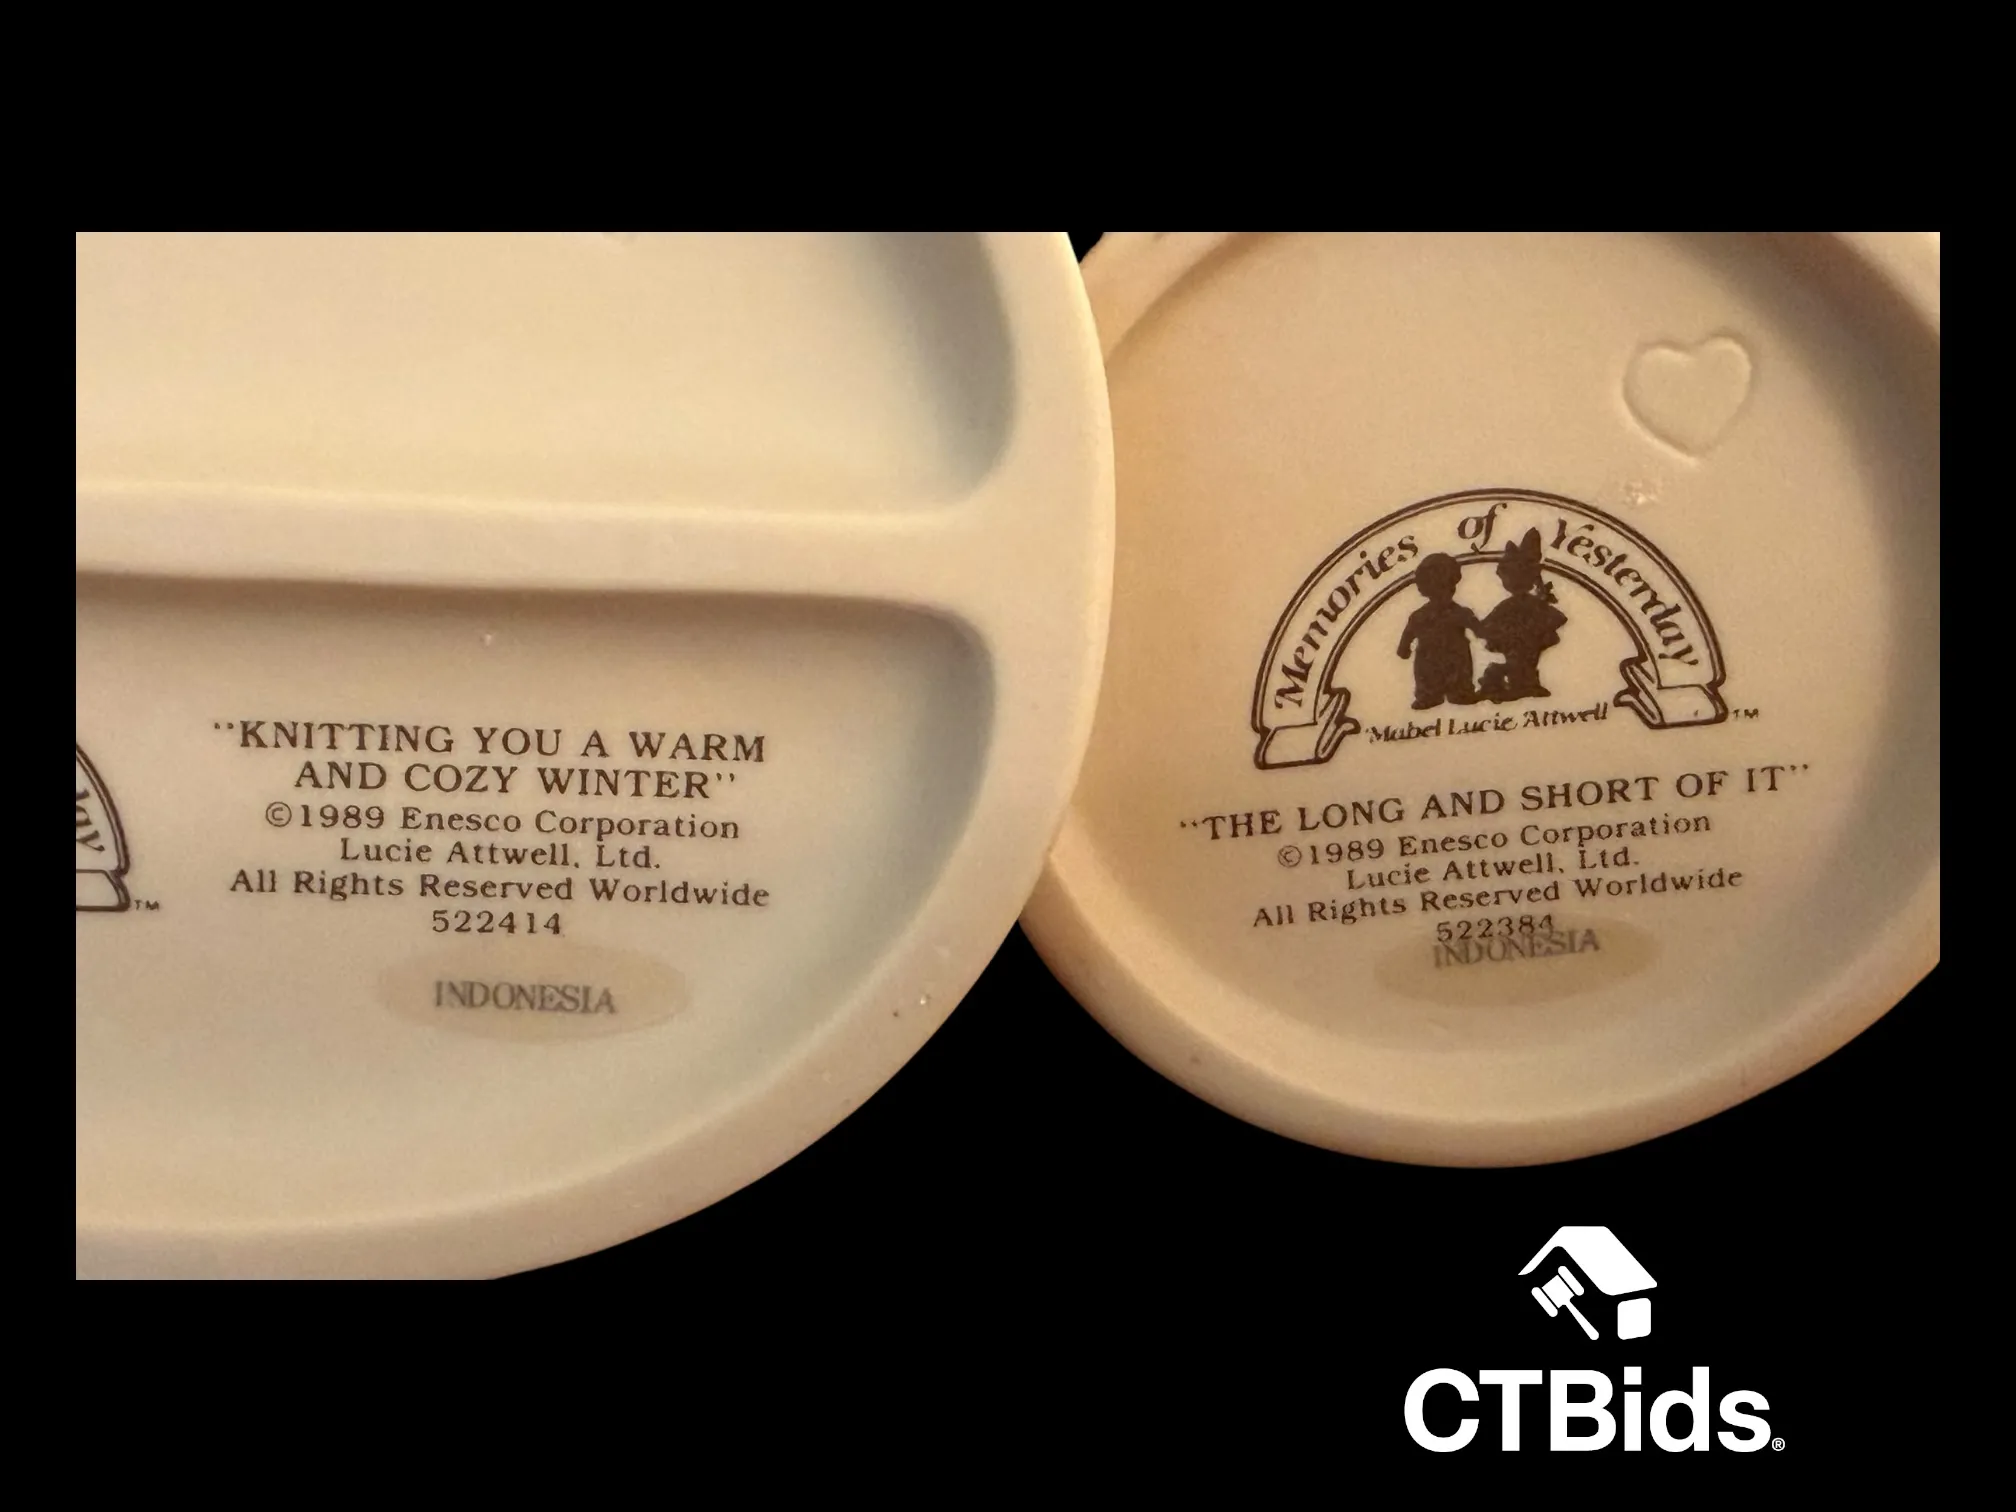 "KNITTING YOU A WARM
AND COZY WINTER"
©1989 Enesco Corporation
Lucie Attwell, Ltd.
All Rights Reserved Worldwide
522414
INDONESIA
TM
Memories of Yesterday
Mabel Lucie Attwell
TM
"THE LONG AND SHORT OF IT"
©1989 Enesco Corporation
Lucie Attwell, Ltd.
All Rights Reserved Worldwide
522384
INDONESIA
CTBids®